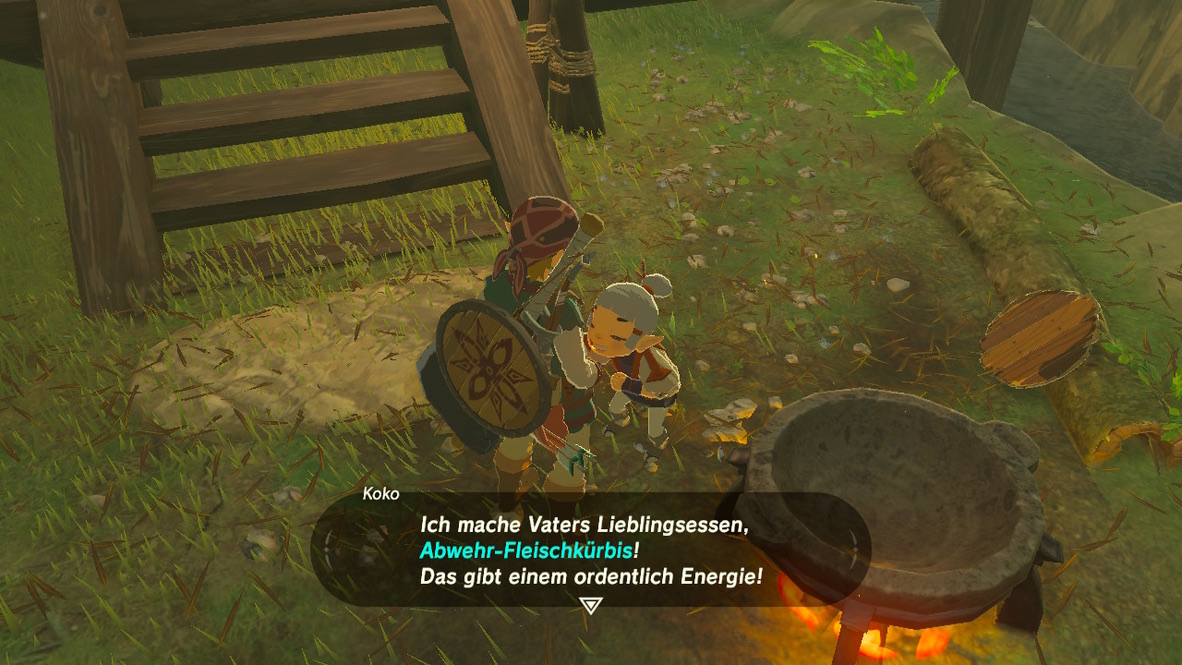 Koko
Ich mache Vaters Lieblingsessen,
Abwehr-Fleischkürbis!
Das gibt einem ordentlich Energie!